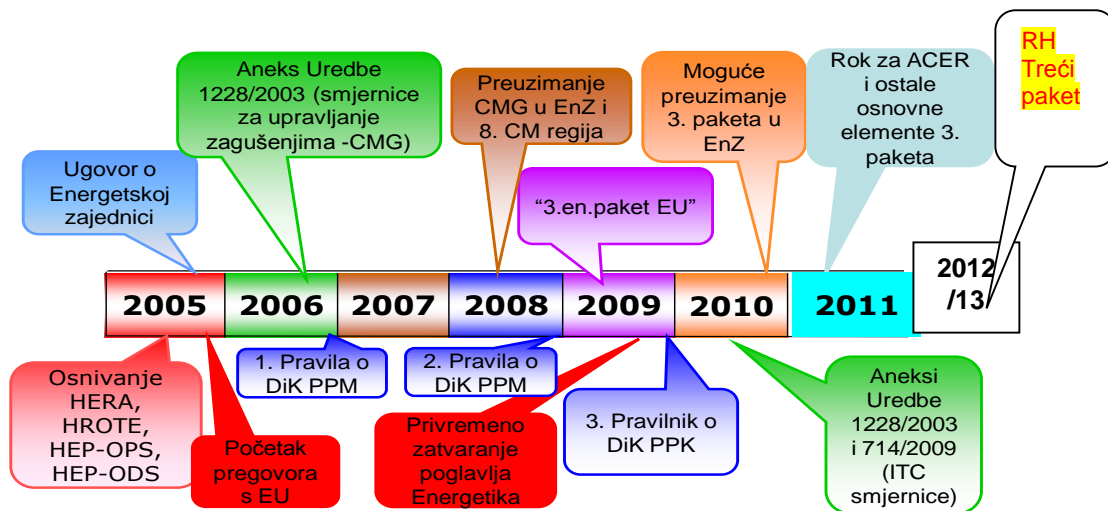 Ugovor o
Energetskoj
zajednici
Aneks Uredbe
1228/2003 (smjernice
za upravljanje
zagušenjima -CMG)
Preuzimanje
CMG u EnZ i
8. CM regija
"3.en.paket EU"
Moguće
preuzimanje
3. paketa u
EnZ
Rok za ACER
i ostale
osnovne
elemente 3.
paketa
RH
Treći
paket
2005
2006
2007
2008
2009
2010
2011
2012
/13
Osnivanje
HERA,
HROTE,
HEP-OPS,
HEP-ODS
Početak
pregovora
s EU
1. Pravila o
DiK PPM
2. Pravila o
DiK PPM
Privremeno
zatvaranje
poglavlja
Energetika
3. Pravilnik o
DiK PPK
Aneksi
Uredbe
1228/2003
i 714/2009
(ITC
smjernice)